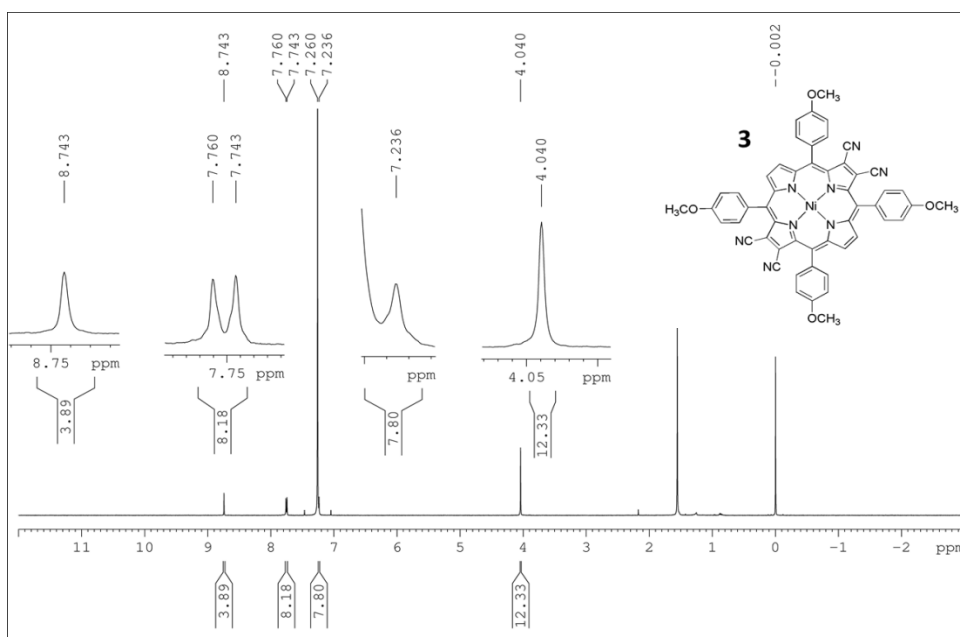 8.743
7.760
7.743
7.260
7.236
4.040
-0.002
8.743
7.760
7.743
7.236
4.040
3
OCH3
H3CO
CN
CN
N
N
Ni
N
N
NC
NC
OCH3
H3CO
OCH3
8.75 ppm
7.75 ppm
ppm
4.05 ppm
3.89
8.18
7.80
12.33
11 10 9 8 7 6 5 4 3 2 1 0 -1 -2 ppm
3.89
8.18
7.80
12.33